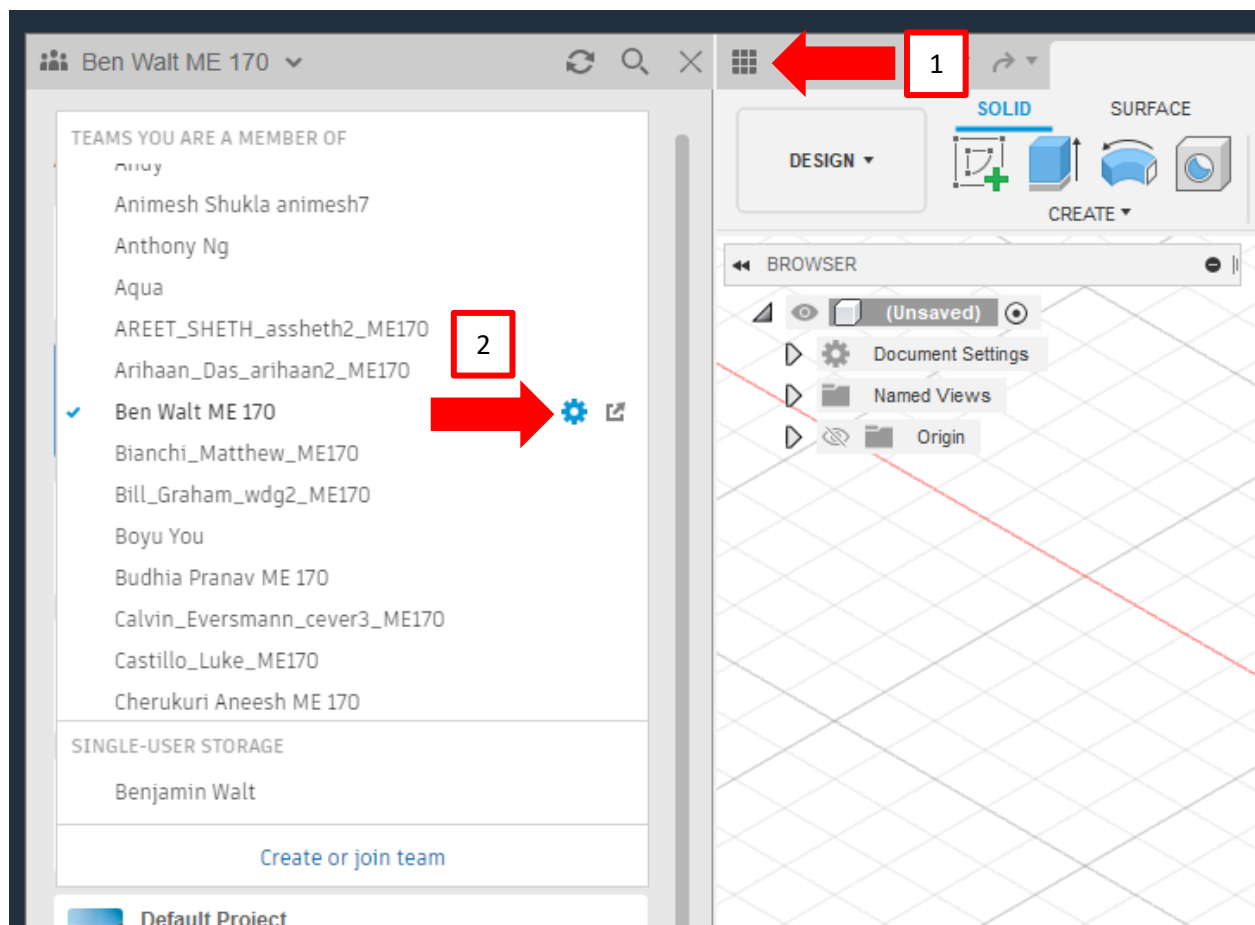 Ben Walt ME 170
1
TEAMS YOU ARE A MEMBER OF
Andy
Animesh Shukla animesh7
Anthony Ng
Aqua
AREET_SHETH_assheth2_ME170
2
Arihaan_Das_arihaan2_ME170
Ben Walt ME 170
Bianchi_Matthew_ME170
Bill_Graham_wdg2_ME170
Boyu You
Budhia Pranav ME 170
Calvin_Eversmann_cever3_ME170
Castillo_Luke_ME170
Cherukuri Aneesh ME 170
SINGLE-USER STORAGE
Benjamin Walt
Create or join team
Default Project
SOLID SURFACE
DESIGN
CREATE
BROWSER
(Unsaved)
Document Settings
Named Views
Origin